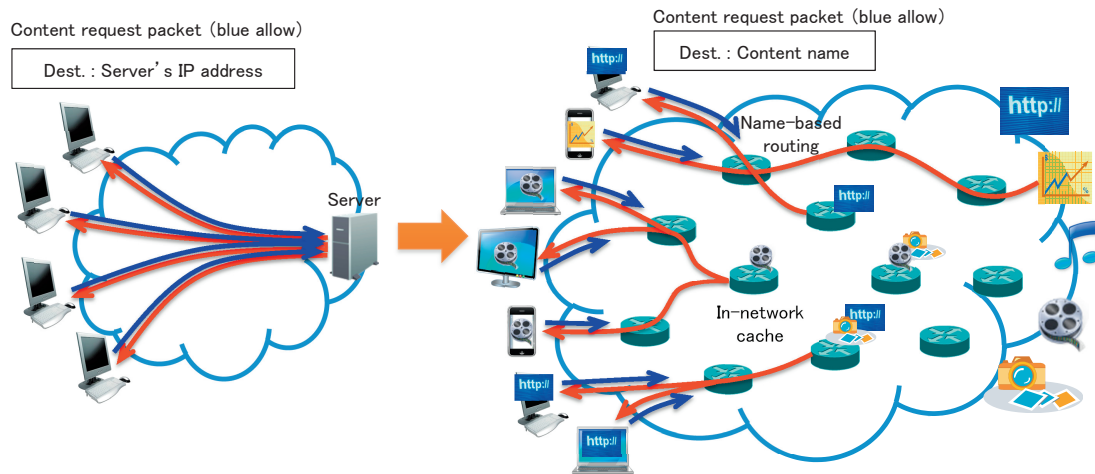 Content request packet (blue allow)
Dest. : Server's IP address
Server
Content request packet (blue allow)
Dest. : Content name
http://
http://
Name-based
routing
http://
In-network
cache
http://
http://
http://